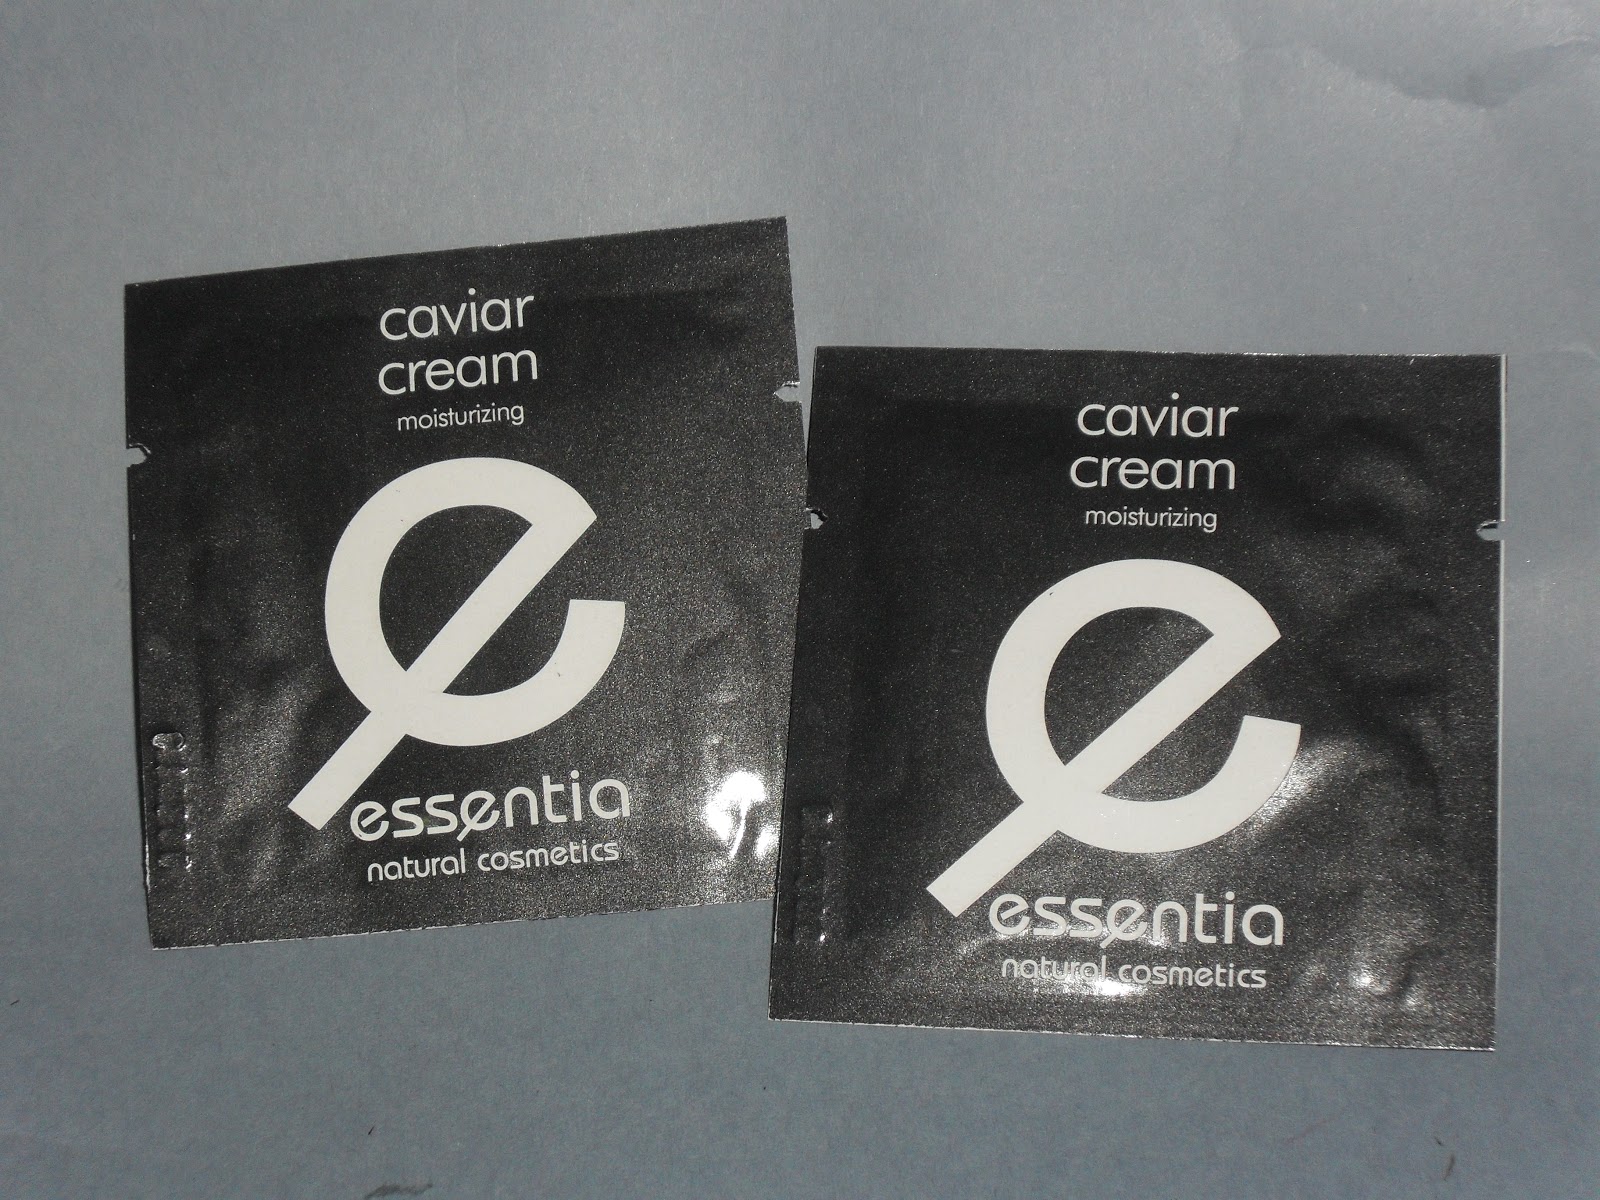 caviar
cream
moisturizing
e
essentia
natural cosmetics
caviar
cream
moisturizing
e
essentia
natural cosmetics